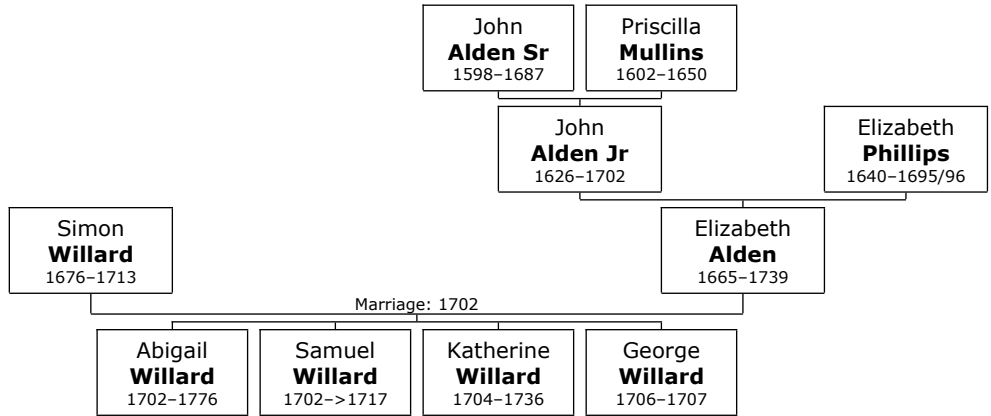 John
Alden Sr
1598–1687
Priscilla
Mullins
1602–1650
John
Alden Jr
1626–1702
Elizabeth
Phillips
1640–1695/96
Simon
Willard
1676–1713
Elizabeth
Alden
1665–1739
Marriage: 1702
Abigail
Willard
1702–1776
Samuel
Willard
1702–>1717
Katherine
Willard
1704–1736
George
Willard
1706–1707